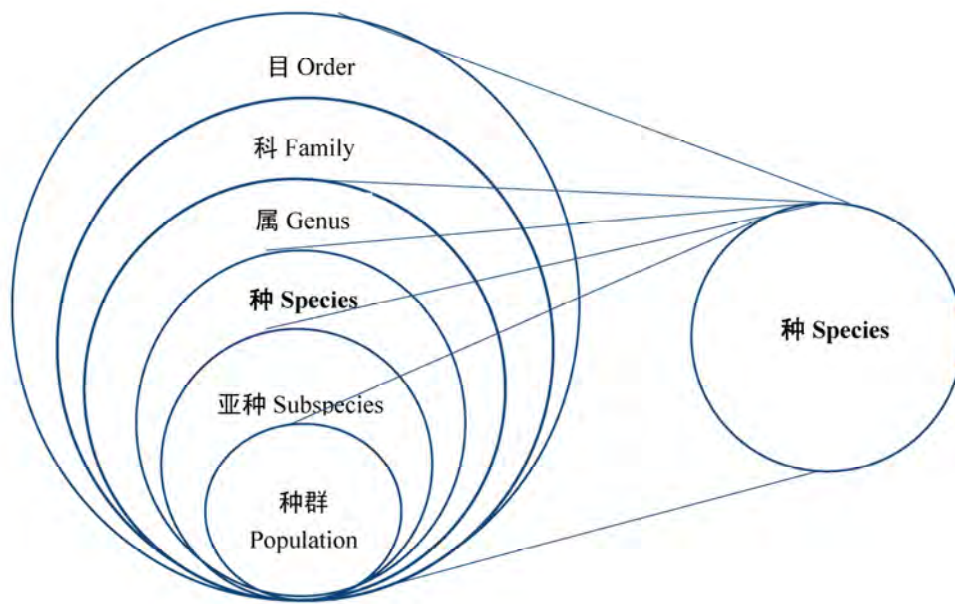 目 Order
科 Family
属 Genus
种 Species
亚种 Subspecies
种群
Population
种 Species